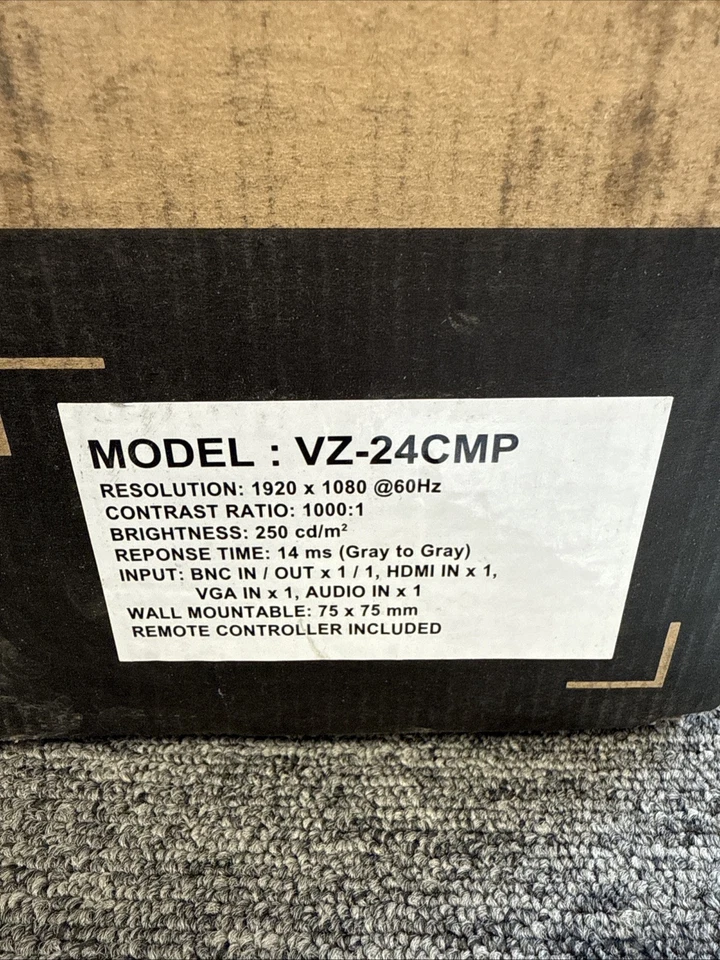 MODEL : VZ-24CMP
RESOLUTION: 1920 x 1080 @60Hz
CONTRAST RATIO: 1000:1
BRIGHTNESS: 250 cd/m²
REPONSE TIME: 14 ms (Gray to Gray)
INPUT: BNC IN / OUT x 1 / 1, HDMI IN x 1,
VGA IN x 1, AUDIO IN x 1
WALL MOUNTABLE: 75 x 75 mm
REMOTE CONTROLLER INCLUDED